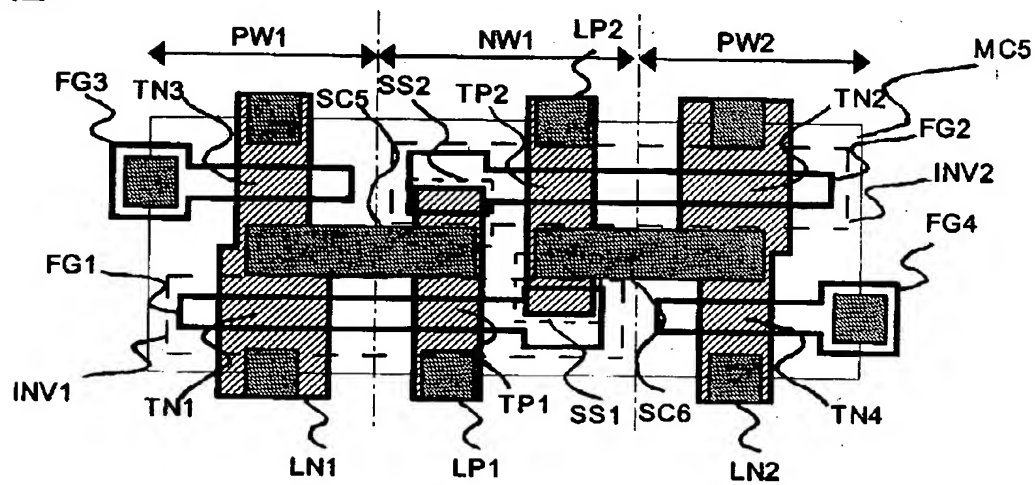 PW1 NW1 LP2 PW2 MC5
FG3 TN3 SC5 SS2 TP2 TN2 FG2
INV2
FG1 FG4
INV1 TN1 TP1 SS1 SC6 TN4
LN1 LP1 LN2